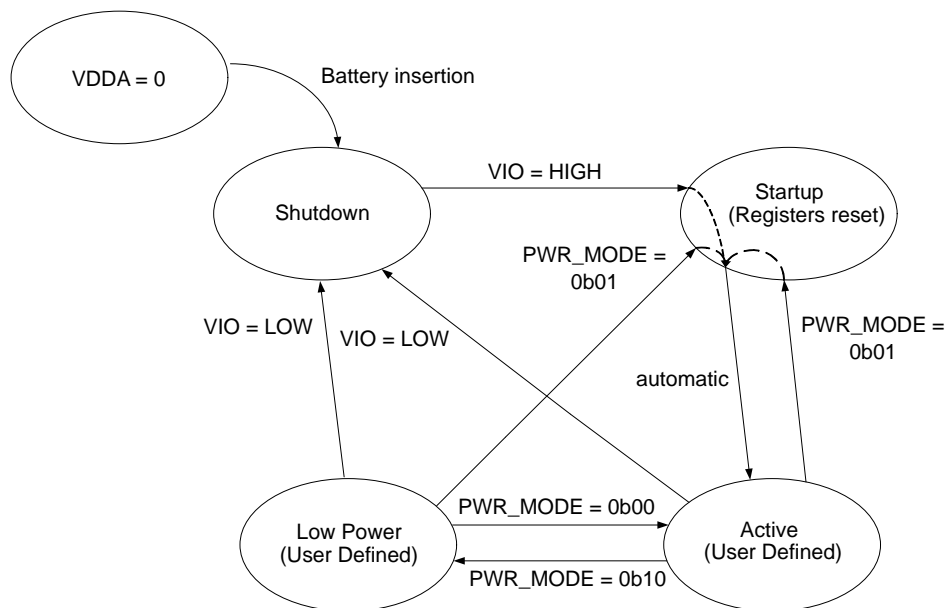 VDDA = 0
Battery insertion
Shutdown
VIO = HIGH
Startup
(Registers reset)
PWR_MODE =
0b01
VIO = LOW
VIO = LOW
PWR_MODE =
0b01
automatic
Low Power
(User Defined)
PWR_MODE = 0b00
Active
(User Defined)
PWR_MODE = 0b10